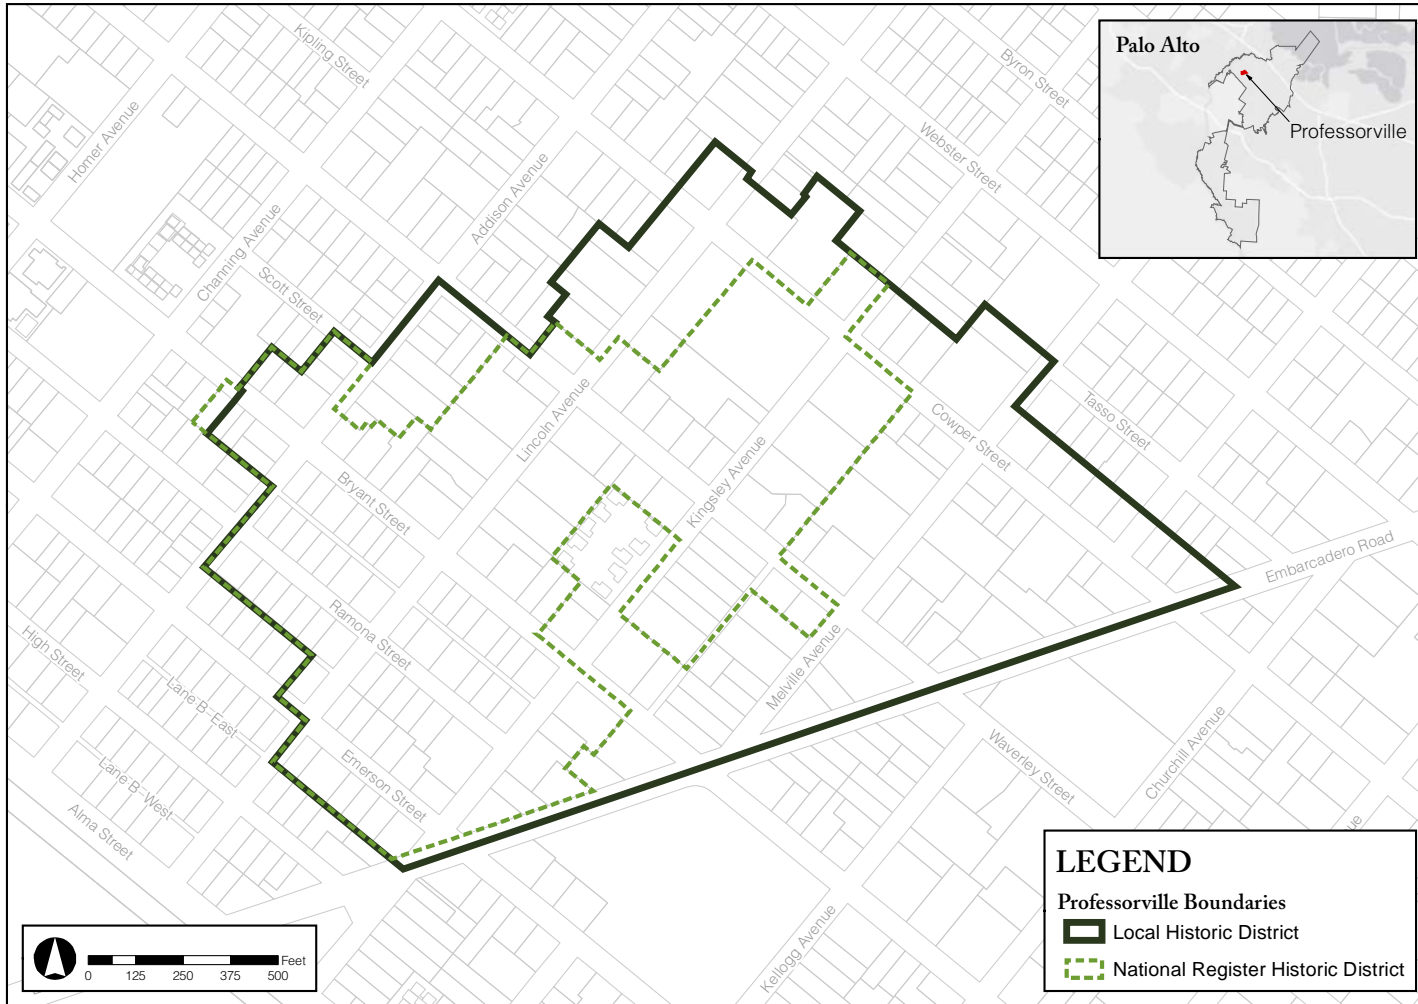 Kipling Street
Byron Street
Homer Avenue
Webster Street
Addison Avenue
Channing Avenue
Scott Street
Lincoln Avenue
Tasso Street
Cowper Street
Kingsley Avenue
Bryant Street
Embarcadero Road
Ramona Street
High Street
Melville Avenue
Lane B East
Emerson Street
Lane B West
Alma Street
Waverley Street
Churchill Avenue
Kellogg Avenue
ue
Palo Alto
Professorville
LEGEND
Professorville Boundaries
Local Historic District
National Register Historic District
Feet
0 125 250 375 500